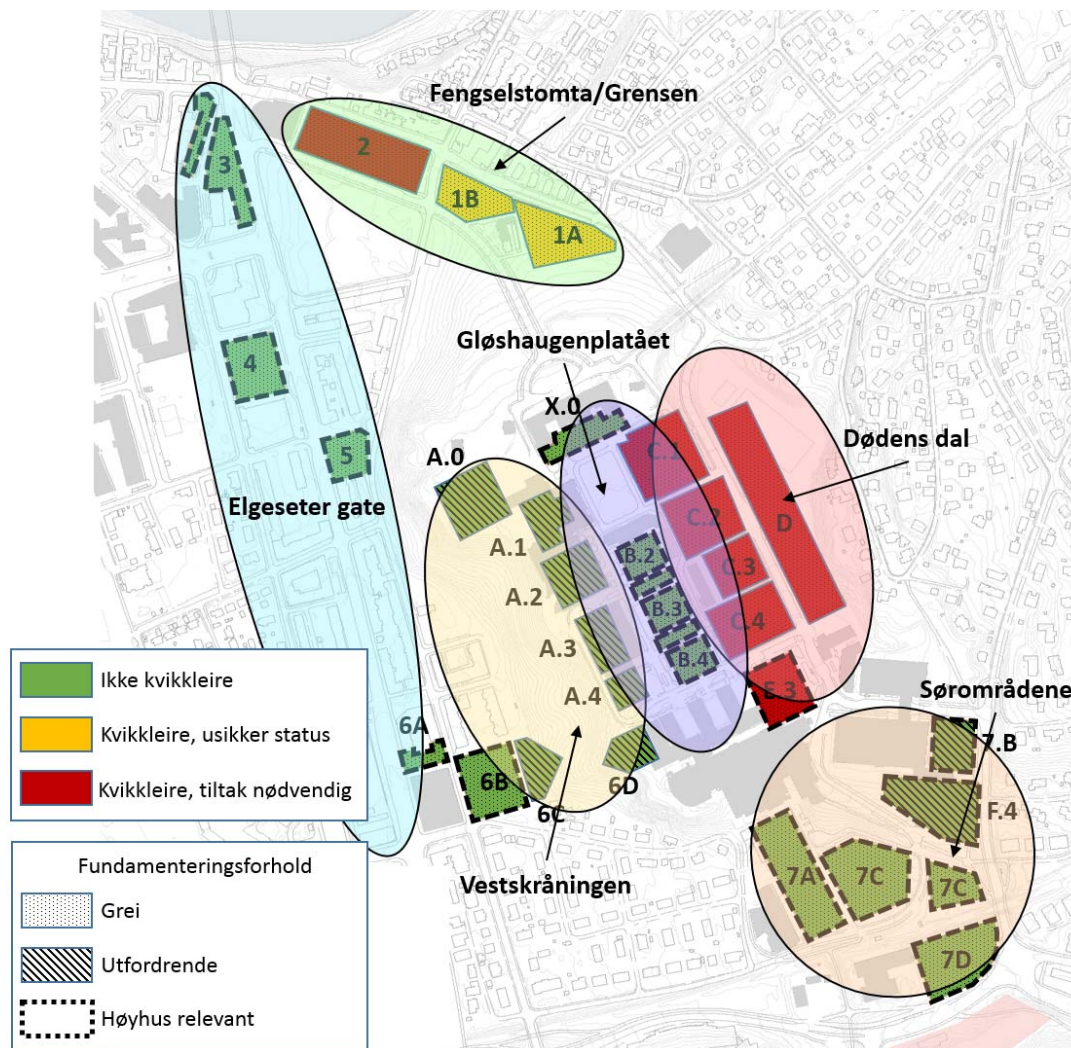 Fengselstomta/Grensen
2
1B
1A
3
4
5
Elgeseter gate
Gløshaugenplatået
X.0
Dødens dal
A.0
A.1
A.2
A.3
A.4
B.2
B.3
B.4
C.1
C.2
C.3
C.4
D
E.3
6A
6B
6C
6D
Vestskråningen
Sørområdene
7.B
F.4
7A
7C
7C
7D
Ikke kvikkleire
Kvikkleire, usikker status
Kvikkleire, tiltak nødvendig
Fundamenteringsforhold
Grei
Utfordrende
Høyhus relevant